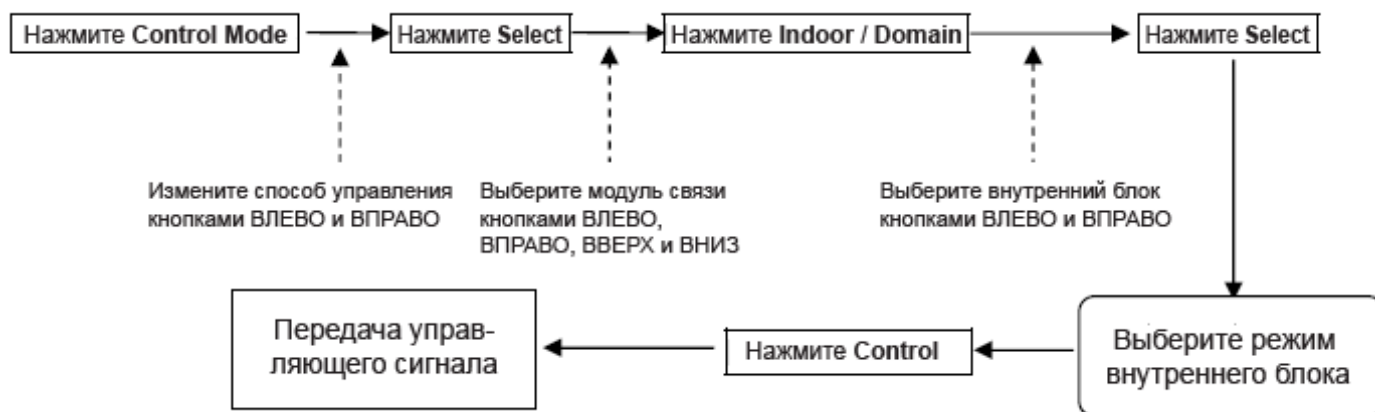 Нажмите Control Mode
Нажмите Select
Нажмите Indoor / Domain
Нажмите Select
Измените способ управления
кнопками ВЛЕВО и ВПРАВО
Выберите модуль связи
кнопками ВЛЕВО,
ВПРАВО, ВВЕРХ и ВНИЗ
Выберите внутренний блок
кнопками ВЛЕВО и ВПРАВО
Выберите режим
внутреннего блока
Нажмите Control
Передача управ-
ляющего сигнала